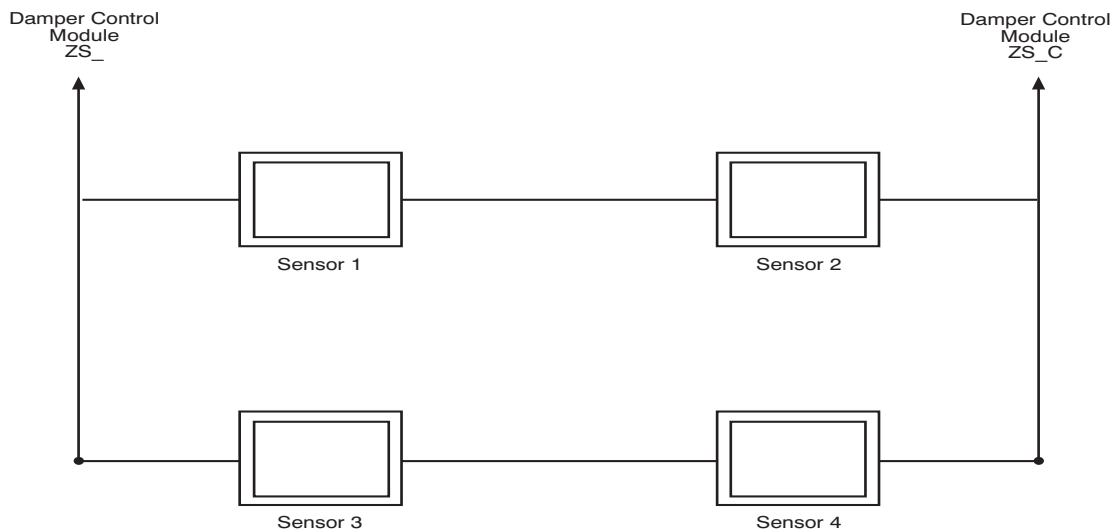 Damper Control
Module
ZS_
Damper Control
Module
ZS_C
Sensor 1
Sensor 2
Sensor 3
Sensor 4